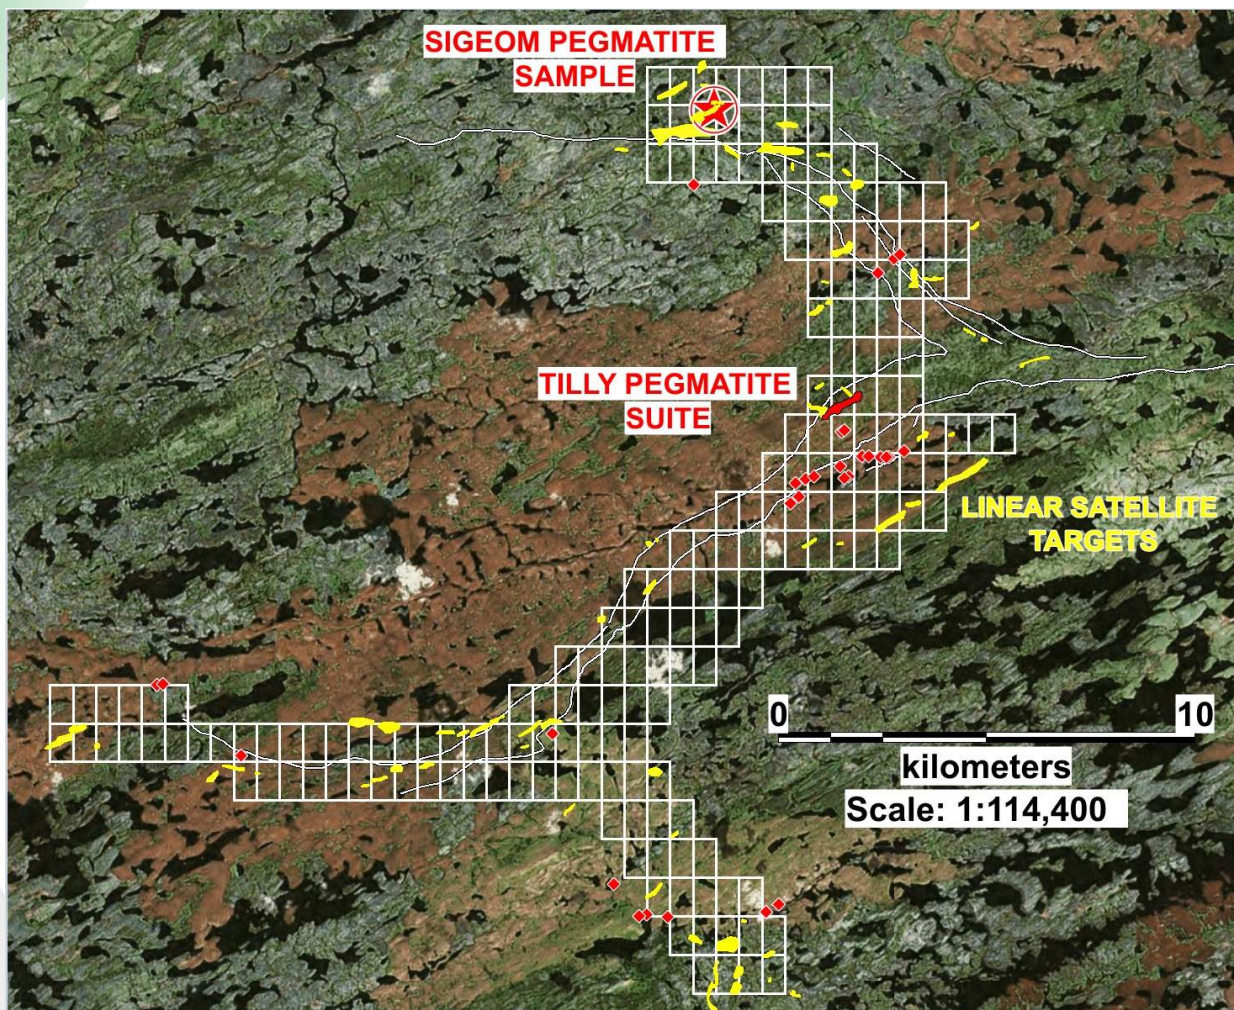 SIGEOM PEGMATITE
SAMPLE
TILLY PEGMATITE
SUITE
LINEAR SATELLITE
TARGETS
0 10
kilometers
Scale: 1:114,400